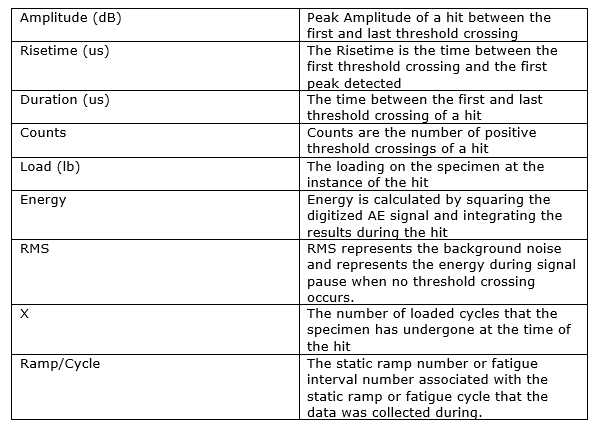 Amplitude (dB)
Peak Amplitude of a hit between the
first and last threshold crossing
Risetime (us)
The Risetime is the time between the
first threshold crossing and the first
peak detected
Duration (us)
The time between the first and last
threshold crossing of a hit
Counts
Counts are the number of positive
threshold crossings of a hit
Load (lb)
The loading on the specimen at the
instance of the hit
Energy
Energy is calculated by squaring the
digitized AE signal and integrating the
results during the hit
RMS
RMS represents the background noise
and represents the energy during signal
pause when no threshold crossing
occurs.
X
The number of loaded cycles that the
specimen has undergone at the time of
the hit
Ramp/Cycle
The static ramp number or fatigue
interval number associated with the
static ramp or fatigue cycle that the
data was collected during.